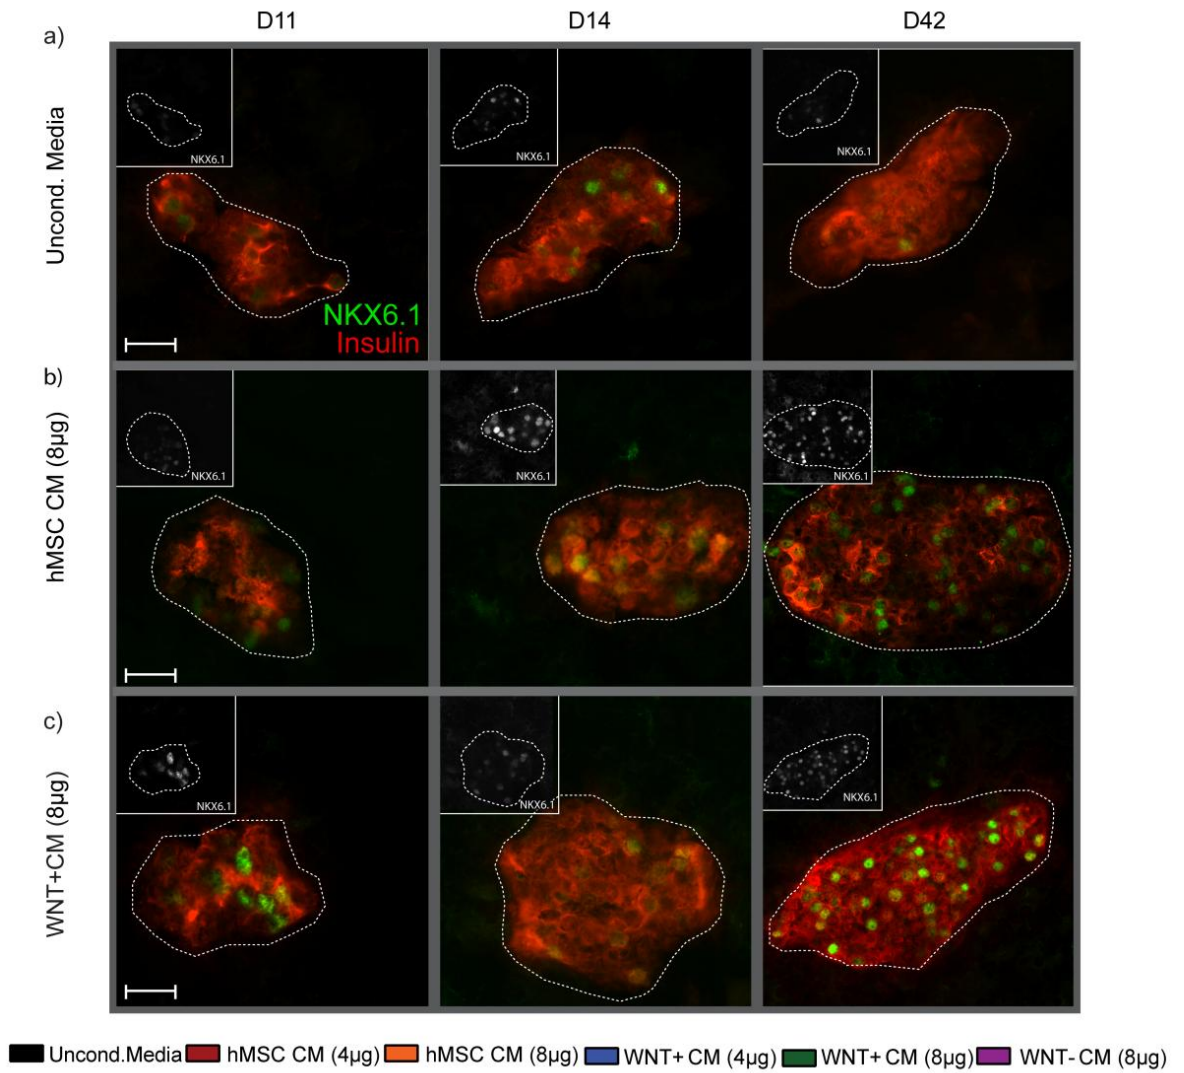 D11 D14 D42
a)
Uncond. Media
NKX6.1
NKX6.1
NKX6.1
NKX6.1
Insulin
b)
hMSC CM (8µg)
NKX6.1
NKX6.1
NKX6.1
c)
WNT+CM (8µg)
NKX6.1
NKX6.1
NKX6.1
Uncond.Media hMSC CM (4µg) hMSC CM (8µg) WNT+ CM (4µg) WNT+ CM (8µg) WNT- CM (8µg)